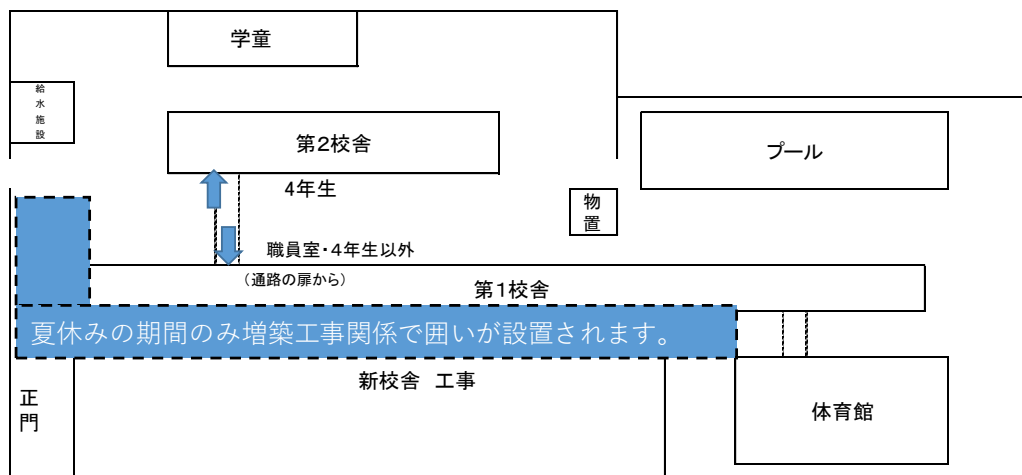 学童
給水施設
第2校舎
プール
4年生
物置
職員室・4年生以外
(通路の扉から)
第1校舎
夏休みの期間のみ増築工事関係で囲いが設置されます。
新校舎 工事
正門
体育館